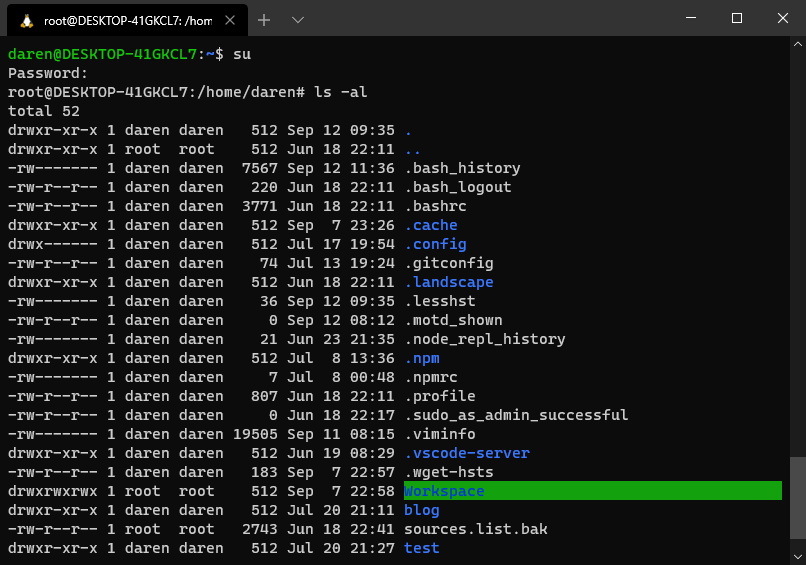 root@DESKTOP-41GKCL7: /hom
daren@DESKTOP-41GKCL7:~$ su
Password:
root@DESKTOP-41GKCL7:/home/daren# ls -al
total 52
drwxr-xr-x 1 daren daren   512 Sep 12 09:35 .
drwxr-xr-x 1 root  root    512 Jun 18 22:11 ..
-rw------- 1 daren daren  7567 Sep 12 11:36 .bash_history
-rw-r--r-- 1 daren daren   220 Jun 18 22:11 .bash_logout
-rw-r--r-- 1 daren daren  3771 Jun 18 22:11 .bashrc
drwxr-xr-x 1 daren daren   512 Sep  7 23:26 .cache
drwx------ 1 daren daren   512 Jul 17 19:54 .config
-rw-r--r-- 1 daren daren    74 Jul 13 19:24 .gitconfig
drwxr-xr-x 1 daren daren   512 Jun 18 22:11 .landscape
-rw------- 1 daren daren    36 Sep 12 09:35 .lesshst
-rw-r--r-- 1 daren daren     0 Sep 12 08:12 .motd_shown
-rw------- 1 daren daren    21 Jun 23 21:35 .node_repl_history
drwxr-xr-x 1 daren daren   512 Jul  8 13:36 .npm
-rw------- 1 daren daren     7 Jul  8 00:48 .npmrc
-rw-r--r-- 1 daren daren   807 Jun 18 22:11 .profile
-rw-r--r-- 1 daren daren     0 Jun 18 22:17 .sudo_as_admin_successful
-rw------- 1 daren daren 19505 Sep 11 08:15 .viminfo
drwxr-xr-x 1 daren daren   512 Jun 19 08:29 .vscode-server
-rw-r--r-- 1 daren daren   183 Sep  7 22:57 .wget-hsts
drwxrwxrwx 1 root  root    512 Sep  7 22:58 Workspace
drwxr-xr-x 1 daren daren   512 Jul 20 21:11 blog
-rw-r--r-- 1 root  root   2743 Jun 18 22:41 sources.list.bak
drwxr-xr-x 1 daren daren   512 Jul 20 21:27 test